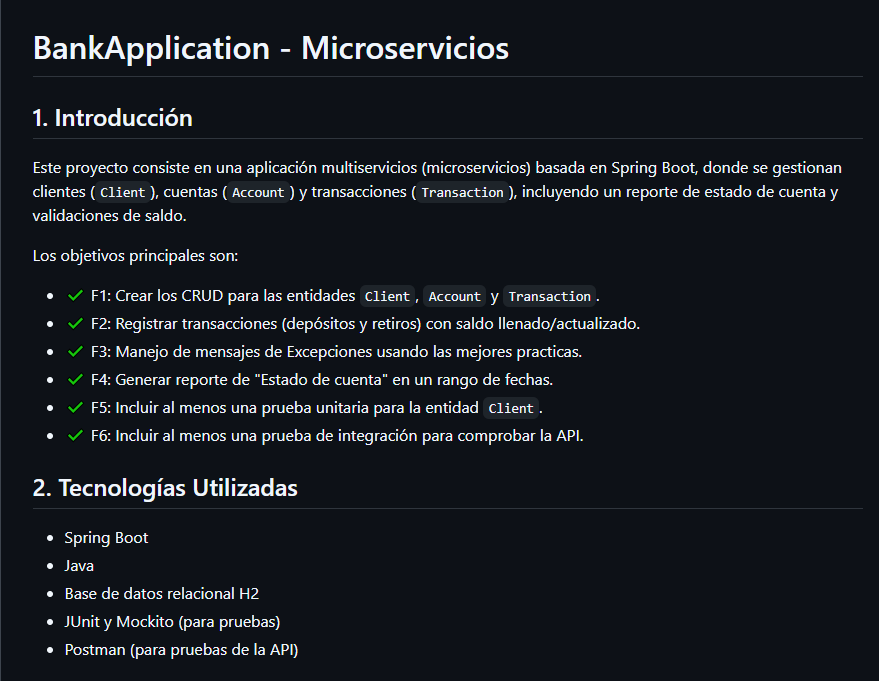 BankApplication - Microservicios
1. Introducción
Este proyecto consiste en una aplicación multiservicios (microservicios) basada en Spring Boot, donde se gestionan
clientes ( Client ), cuentas ( Account ) y transacciones ( Transaction ), incluyendo un reporte de estado de cuenta y
validaciones de saldo.
Los objetivos principales son:
• ✓ F1: Crear los CRUD para las entidades Client , Account y Transaction .
• ✓ F2: Registrar transacciones (depósitos y retiros) con saldo llenado/actualizado.
• ✓ F3: Manejo de mensajes de Excepciones usando las mejores practicas.
• ✓ F4: Generar reporte de "Estado de cuenta" en un rango de fechas.
• ✓ F5: Incluir al menos una prueba unitaria para la entidad Client .
• ✓ F6: Incluir al menos una prueba de integración para comprobar la API.
2. Tecnologías Utilizadas
• Spring Boot
• Java
• Base de datos relacional H2
• JUnit y Mockito (para pruebas)
• Postman (para pruebas de la API)